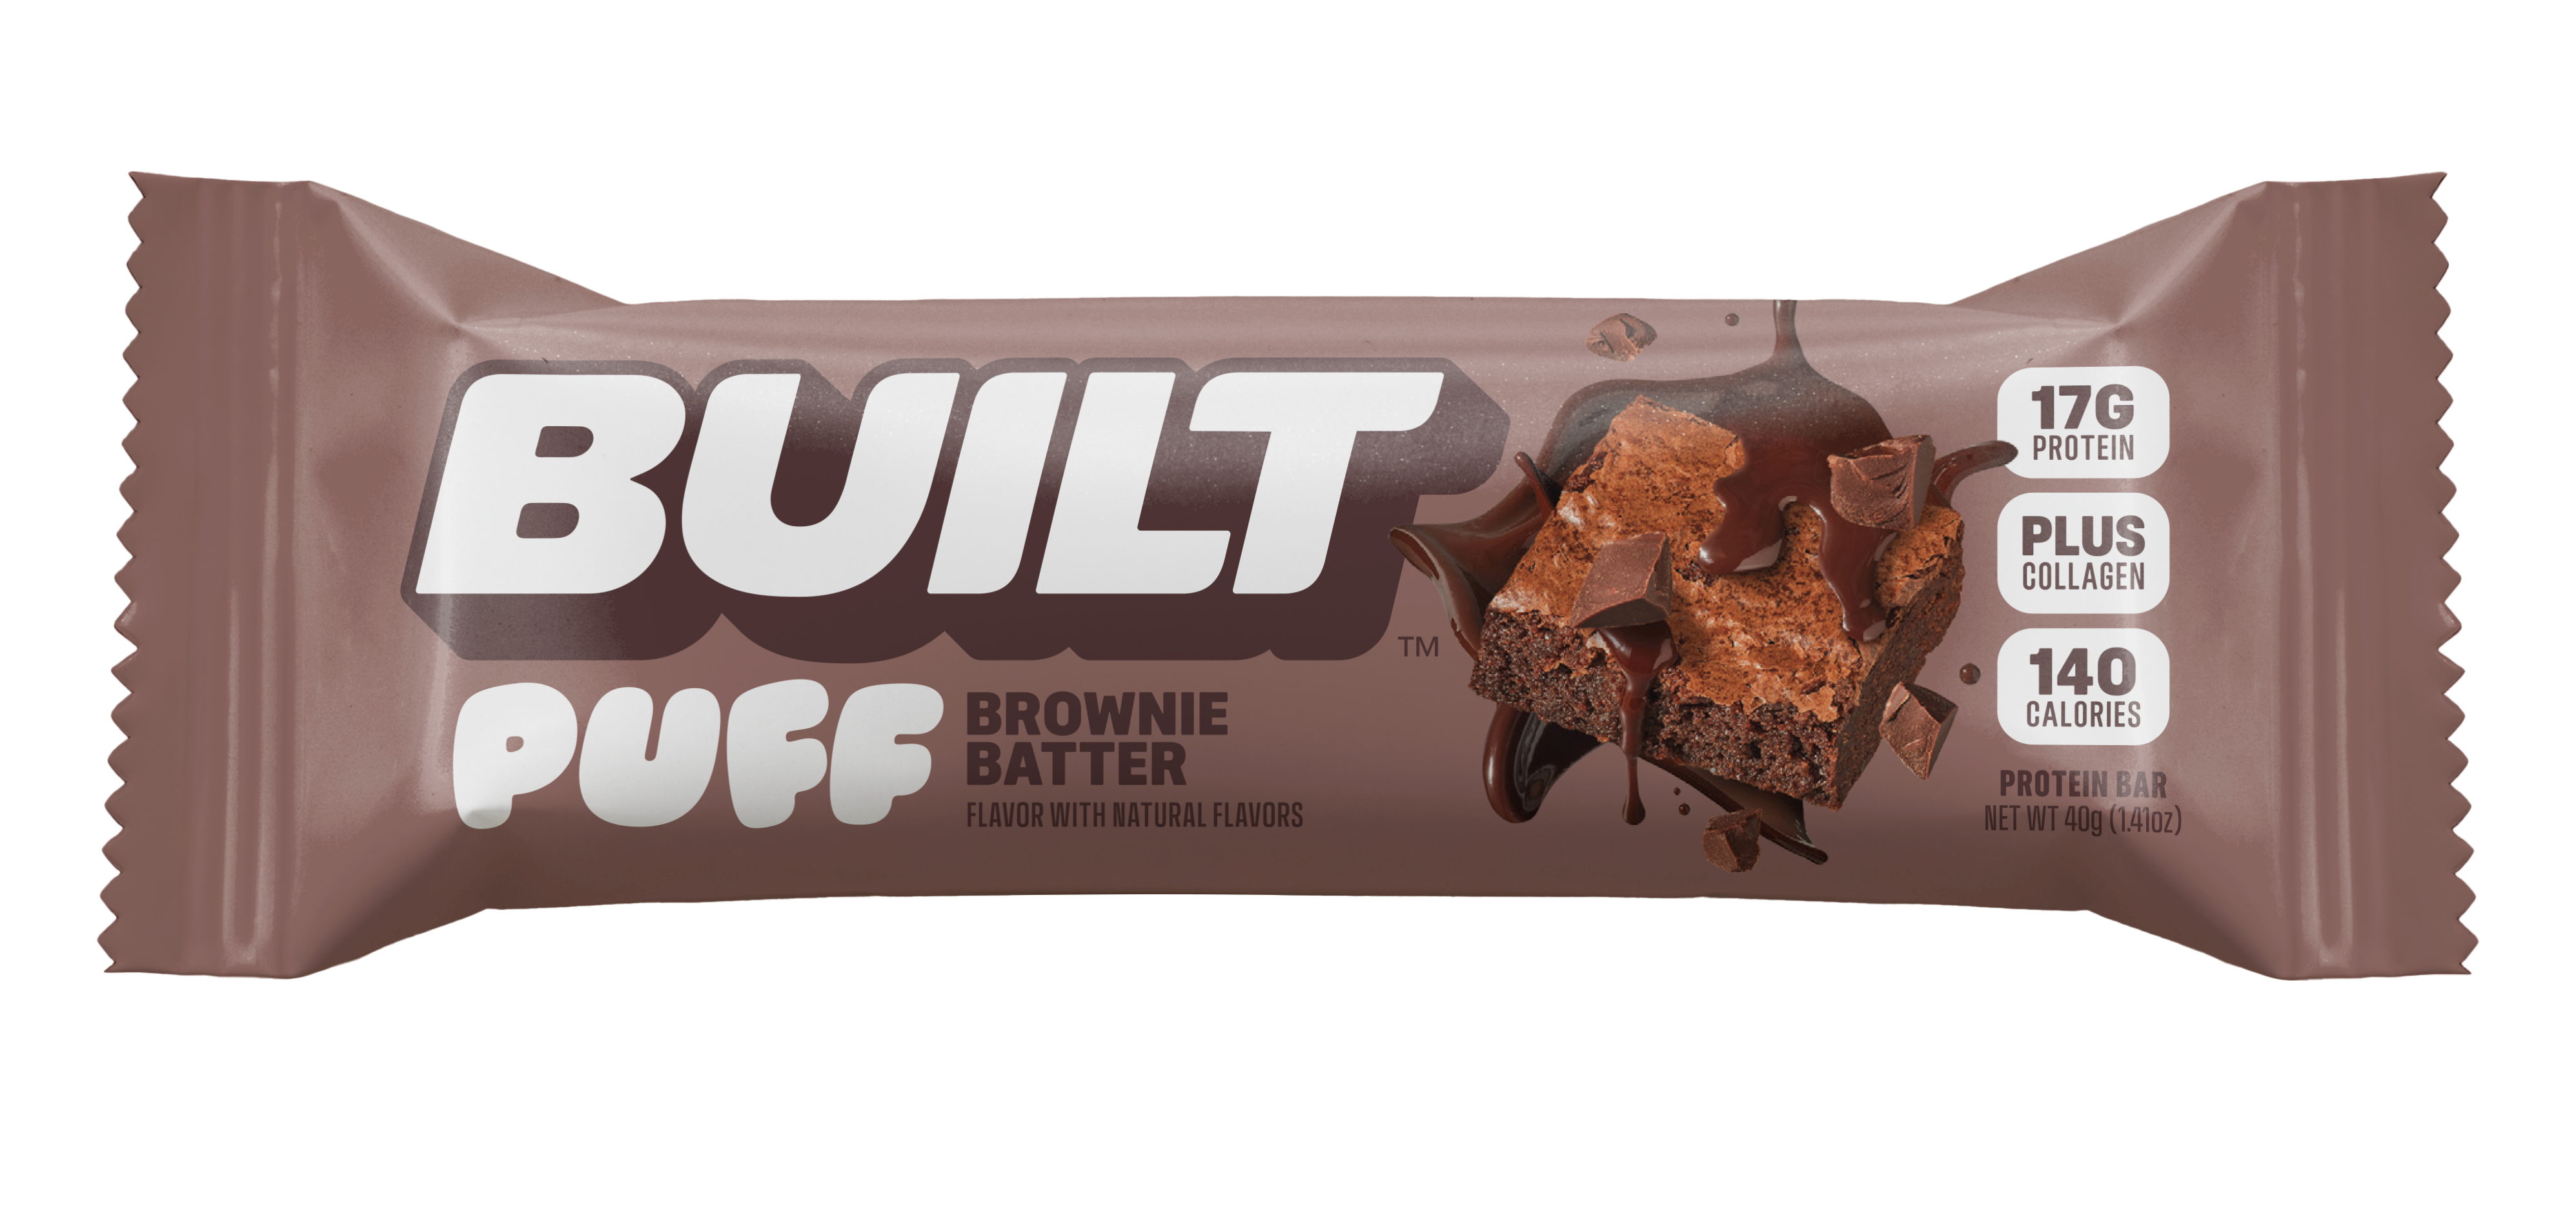 BUILT
TM
PUFF
BROWNIE
BATTER
FLAVOR WITH NATURAL FLAVORS
17G
PROTEIN
PLUS
COLLAGEN
140
CALORIES
PROTEIN BAR
NET WT 40g (1.41oz)